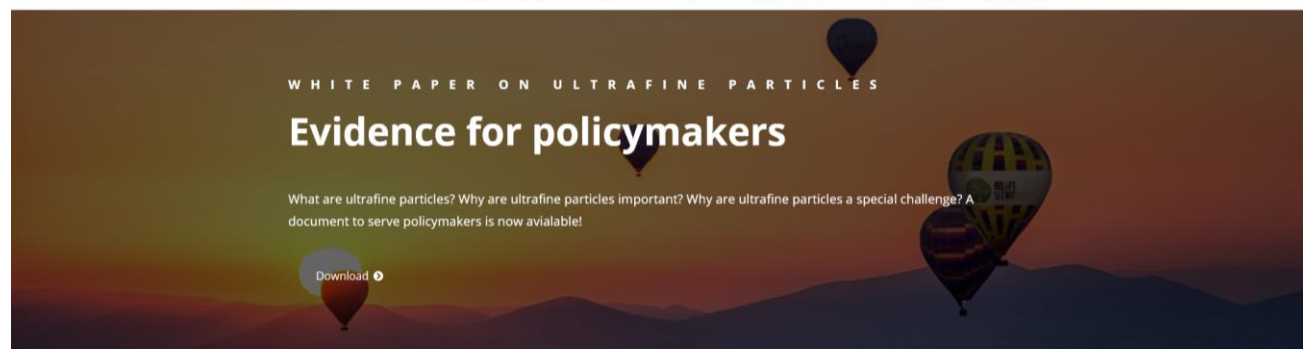 WHITE PAPER ON ULTRAFINE PARTICLES
Evidence for policymakers
What are ultrafine particles? Why are ultrafine particles important? Why are ultrafine particles a special challenge? A
document to serve policymakers is now avialable!
Download